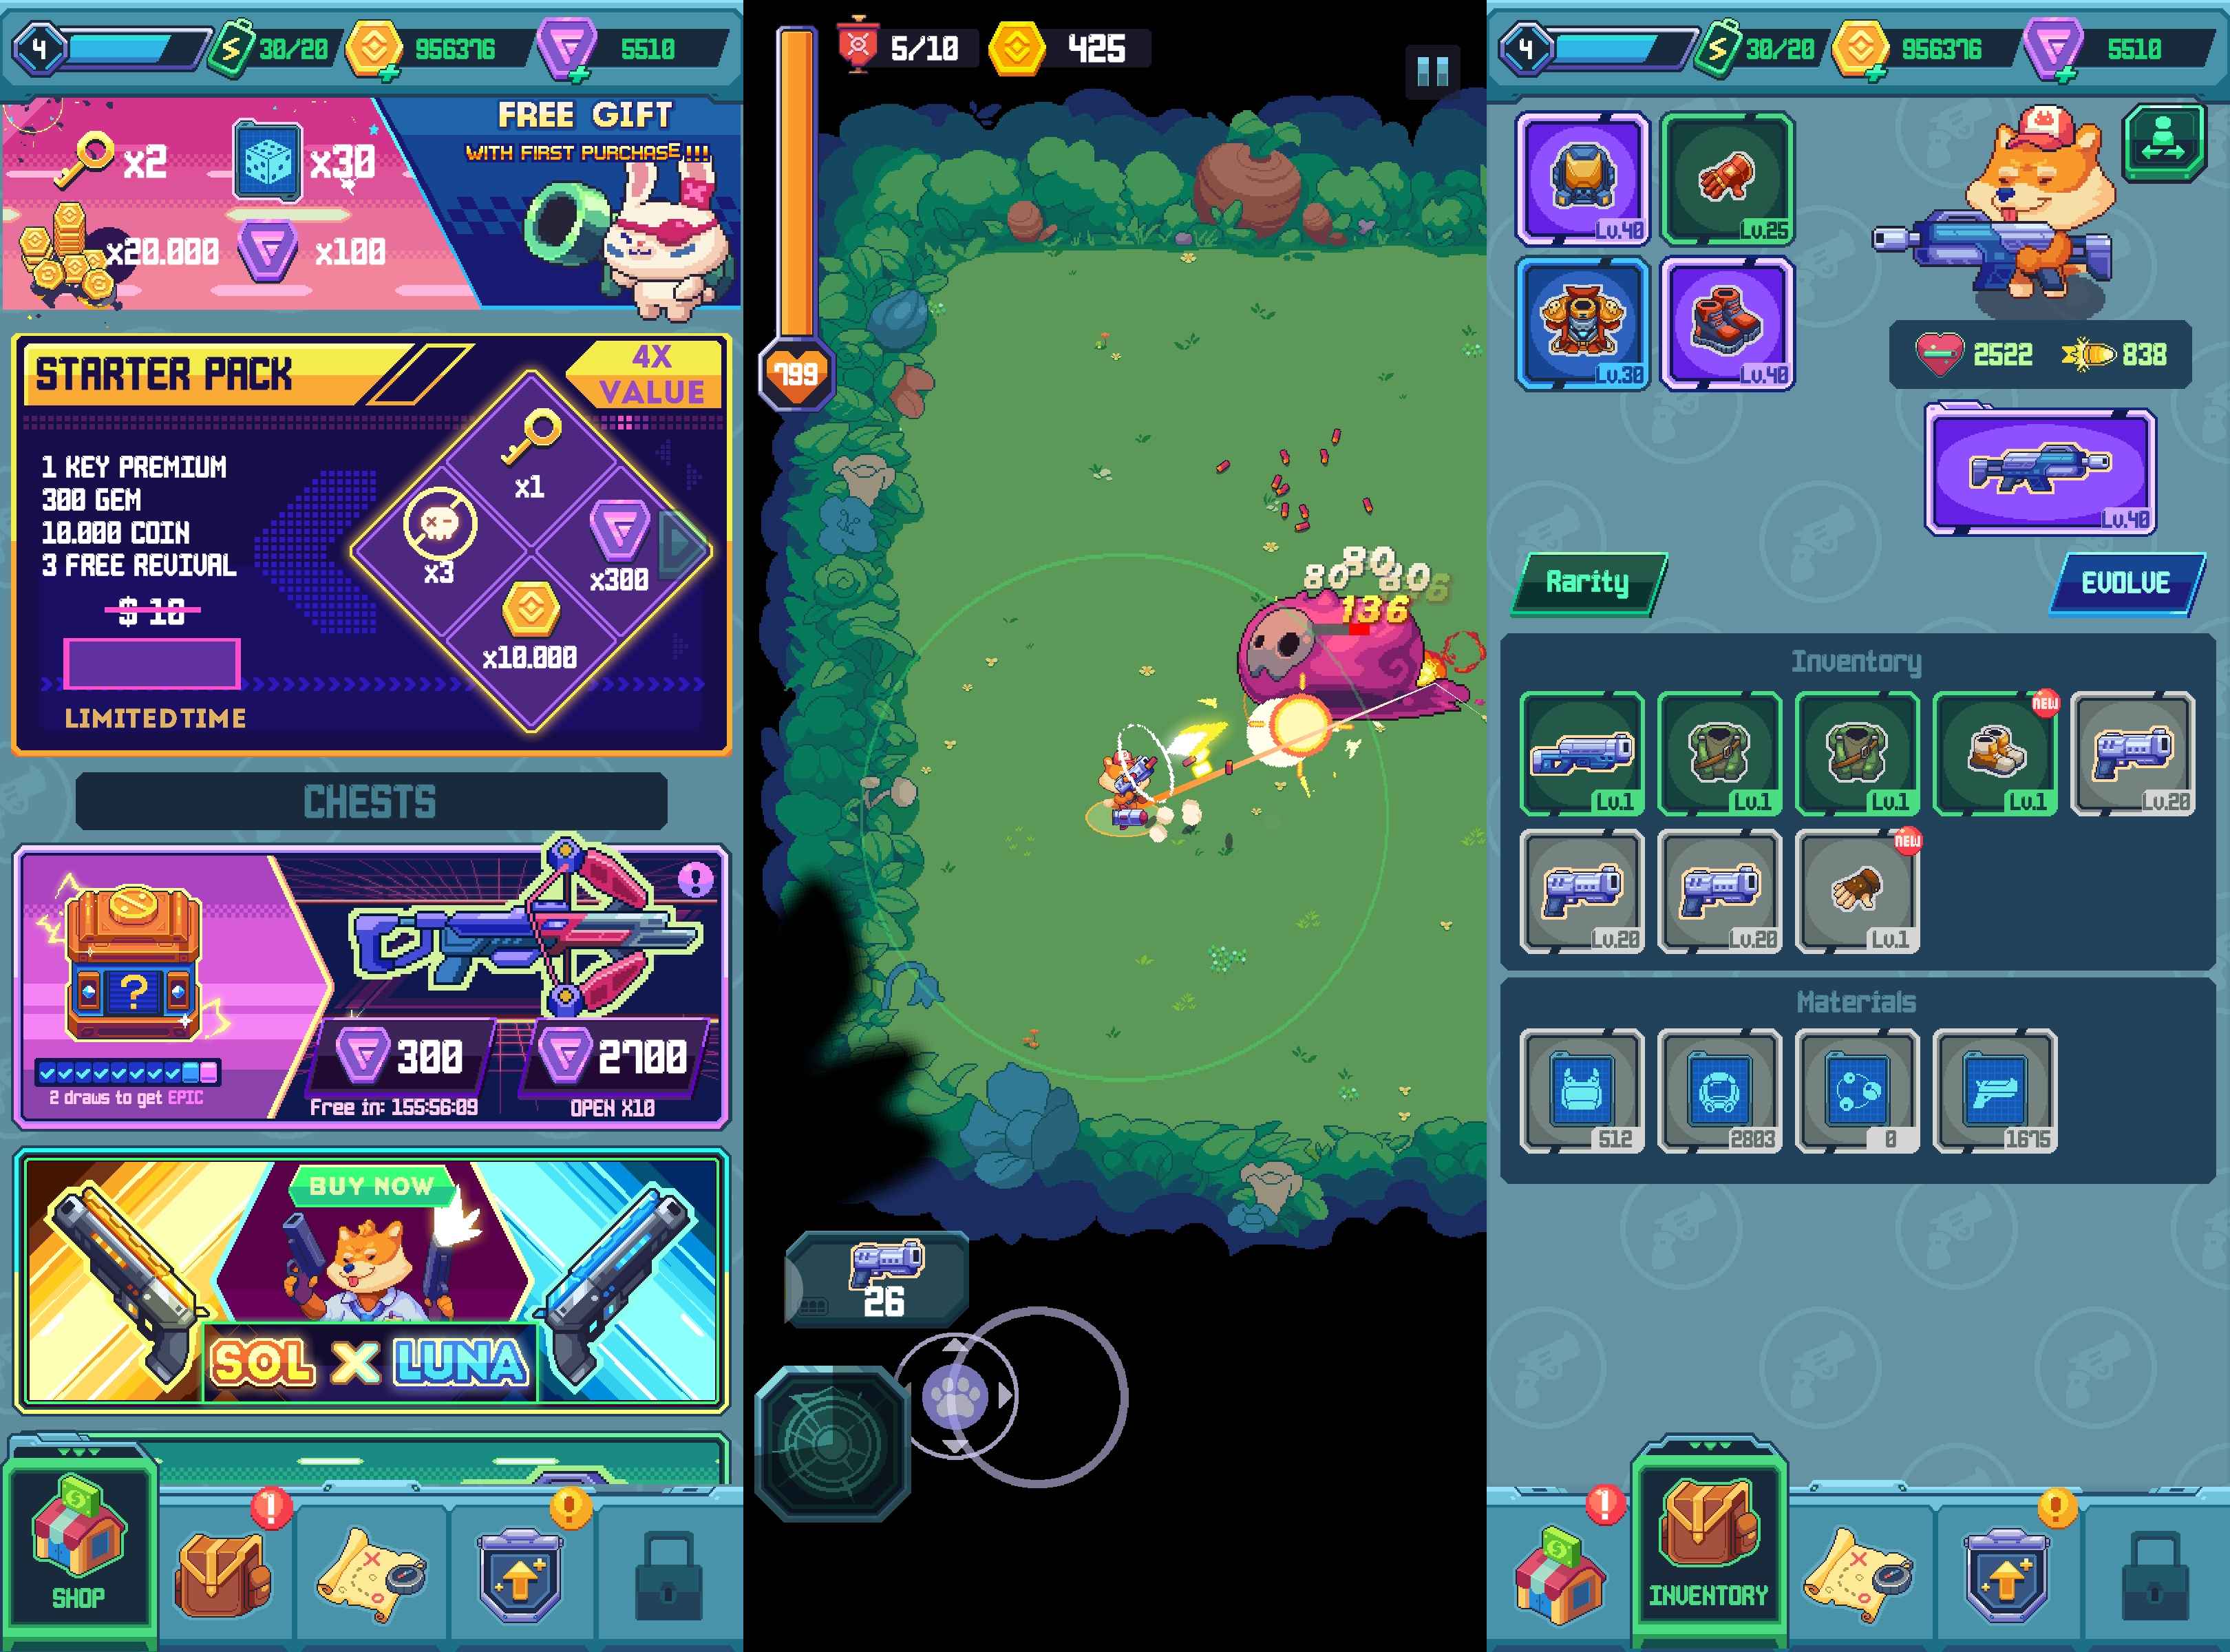 4
30/20
956376
5510
x2
x30
x20.000
x100
FREE GIFT
WITH FIRST PURCHASE!!!
STARTER PACK
4X
VALUE
1 KEY PREMIUM
300 GEM
10.000 COIN
3 FREE REVIVAL
$ 10
LIMITEDTIME
x1
x3
x300
x10.000
CHESTS
?
2 draws to get EPIC
300
2700
Free in: 155:56:09
OPEN X10
BUY NOW
SOL X LUNA
SHOP
5/10
425
799
80
80
80
136
26
4
30/20
956376
5510
Lv.40
Lv.25
Lv.30
Lv.40
2522
838
Lv.40
Rarity
EVOLVE
Inventory
NEW
Lv.1
Lv.1
Lv.1
Lv.1
Lv.20
NEW
Lv.20
Lv.20
Lv.1
Materials
512
2803
0
1675
INVENTORY